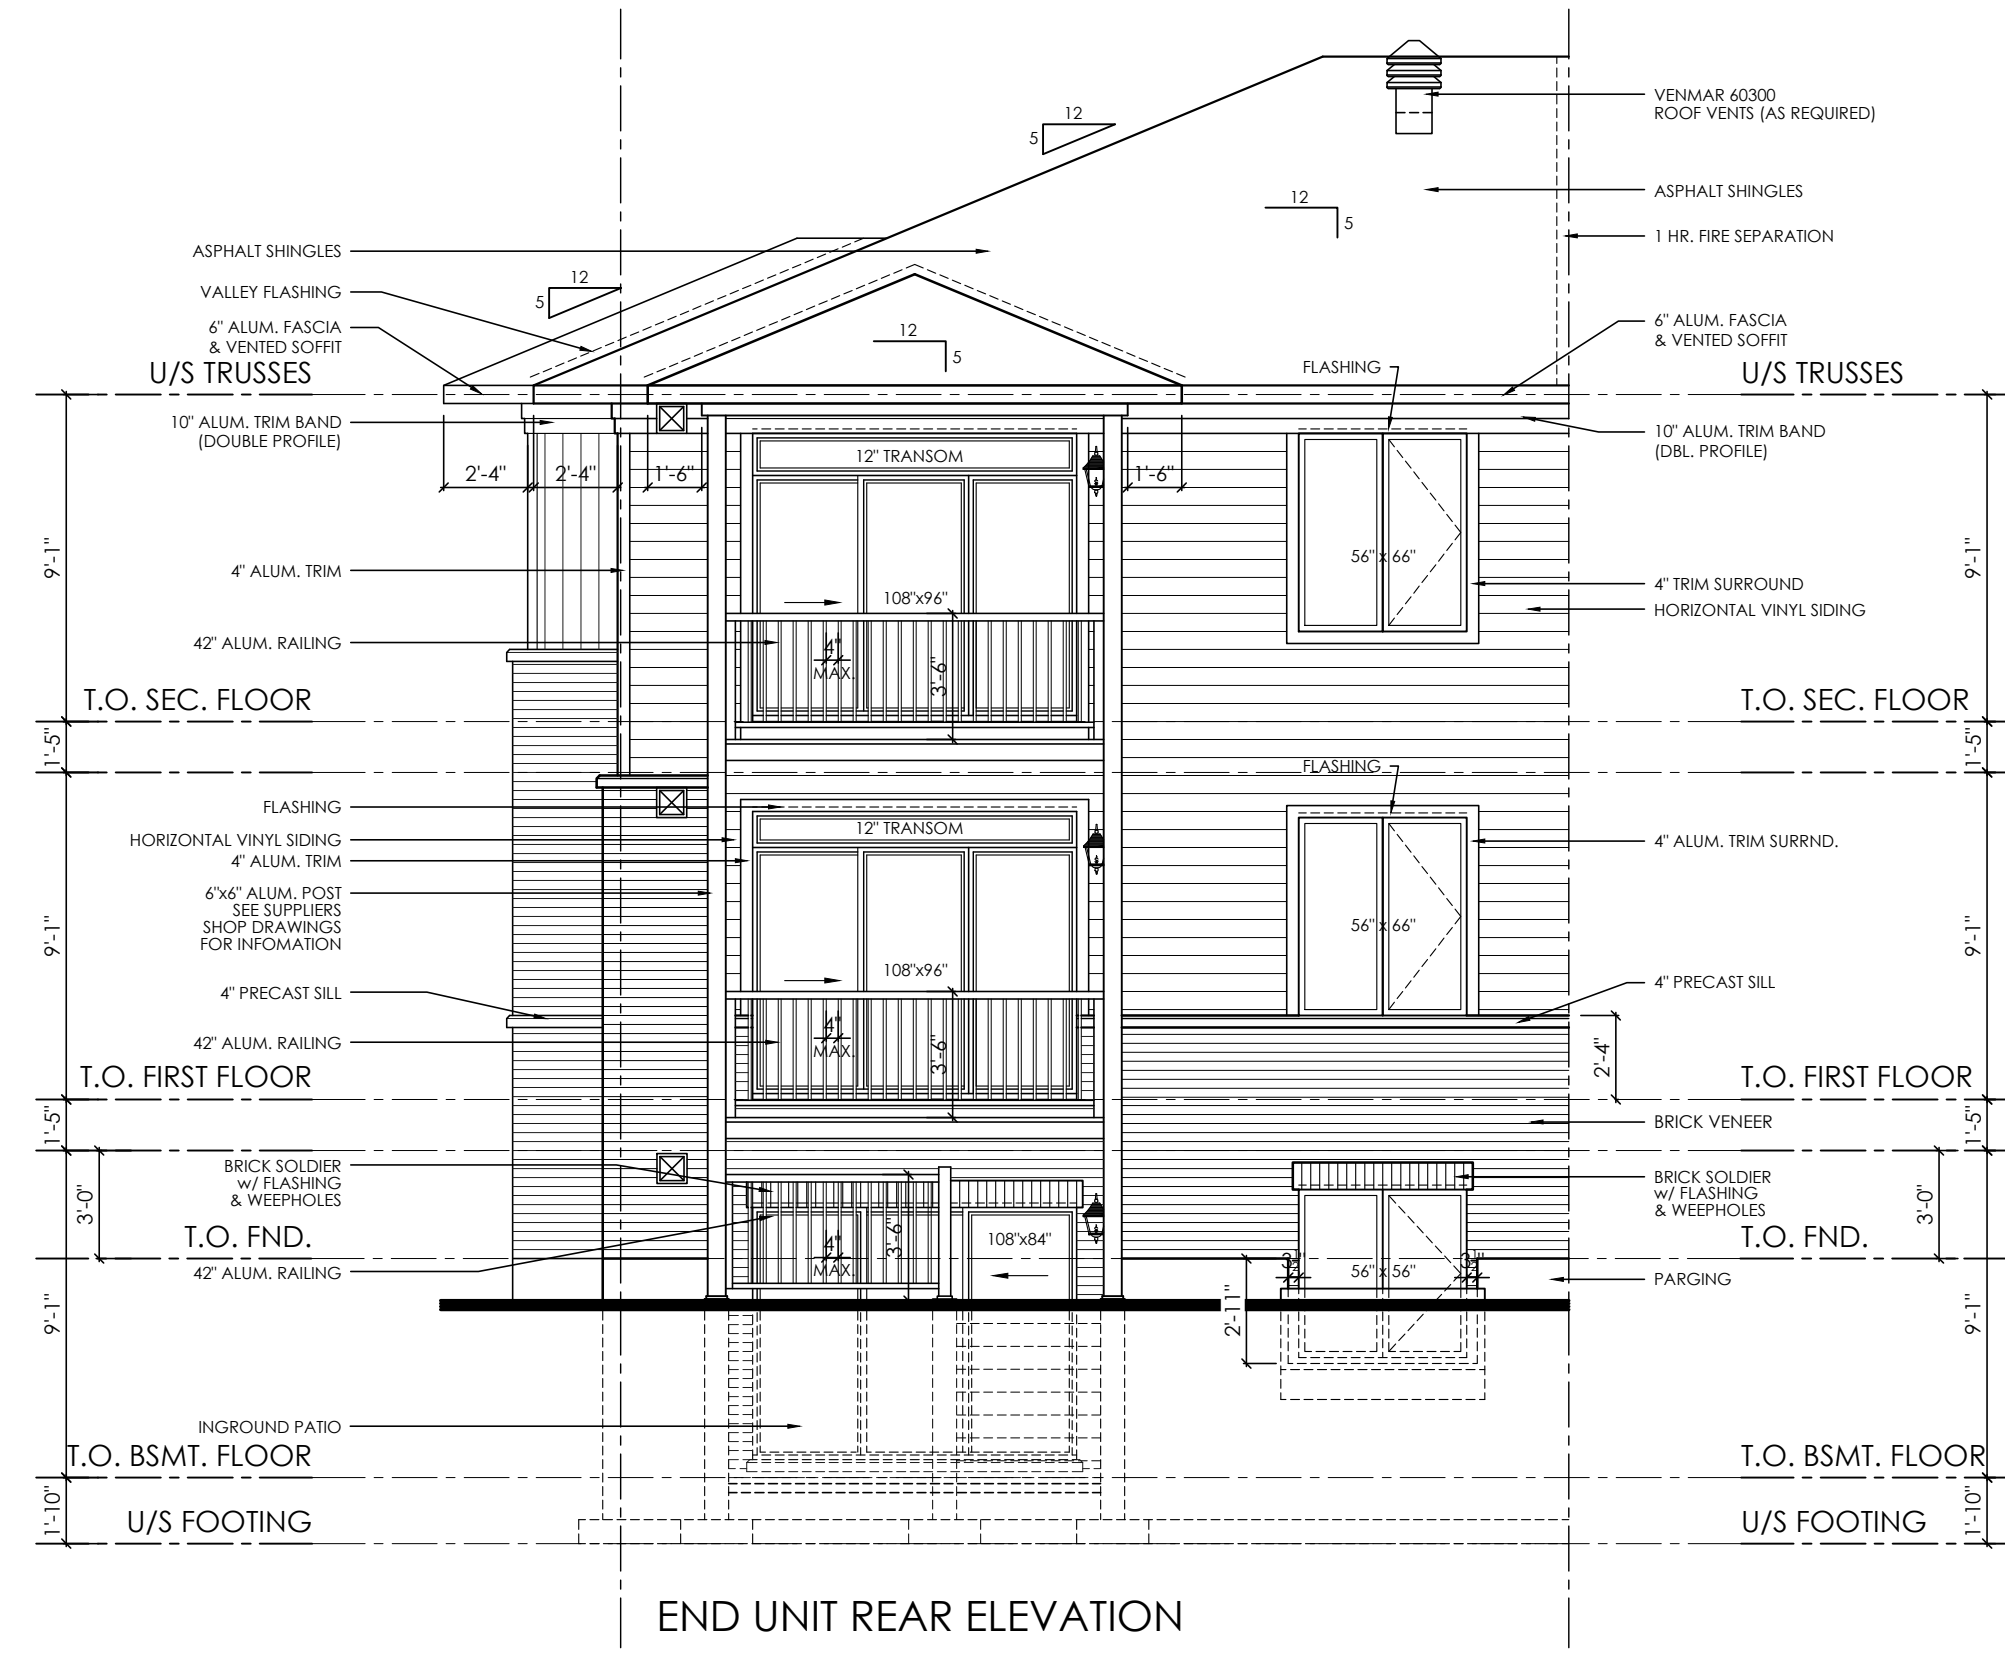 12
5
VENMAR 60300
ROOF VENTS (AS REQUIRED)
ASPHALT SHINGLES
12
5
1 HR. FIRE SEPARATION
ASPHALT SHINGLES
VALLEY FLASHING
12
5
6" ALUM. FASCIA
& VENTED SOFFIT
12
5
6" ALUM. FASCIA
& VENTED SOFFIT
FLASHING
U/S TRUSSES
U/S TRUSSES
10" ALUM. TRIM BAND
(DOUBLE PROFILE)
10" ALUM. TRIM BAND
(DBL. PROFILE)
12" TRANSOM
2'-4"
2'-4"
1'-6"
1'-6"
9'-1"
9'-1"
4" ALUM. TRIM
56" x 66"
4" TRIM SURROUND
108"x96"
HORIZONTAL VINYL SIDING
42" ALUM. RAILING
4"
MAX.
3'-6"
T.O. SEC. FLOOR
T.O. SEC. FLOOR
1'-5"
1'-5"
FLASHING
FLASHING
12" TRANSOM
HORIZONTAL VINYL SIDING
4" ALUM. TRIM SURRND.
4" ALUM. TRIM
6"x6" ALUM. POST
SEE SUPPLIERS
SHOP DRAWINGS
FOR INFOMATION
9'-1"
9'-1"
56" x 66"
108"x96"
4" PRECAST SILL
4" PRECAST SILL
42" ALUM. RAILING
4"
MAX.
3'-6"
2'-4"
T.O. FIRST FLOOR
T.O. FIRST FLOOR
1'-5"
1'-5"
BRICK VENEER
BRICK SOLDIER
w/ FLASHING
& WEEPHOLES
BRICK SOLDIER
w/ FLASHING
& WEEPHOLES
3'-0"
3'-0"
T.O. FND.
T.O. FND.
4"
MAX.
3'-6"
108"x84"
42" ALUM. RAILING
3½"
56" x 56"
3½"
PARGING
9'-1"
2'-11"
9'-1"
INGROUND PATIO
T.O. BSMT. FLOOR
T.O. BSMT. FLOOR
1'-10"
1'-10"
U/S FOOTING
U/S FOOTING
END UNIT REAR ELEVATION